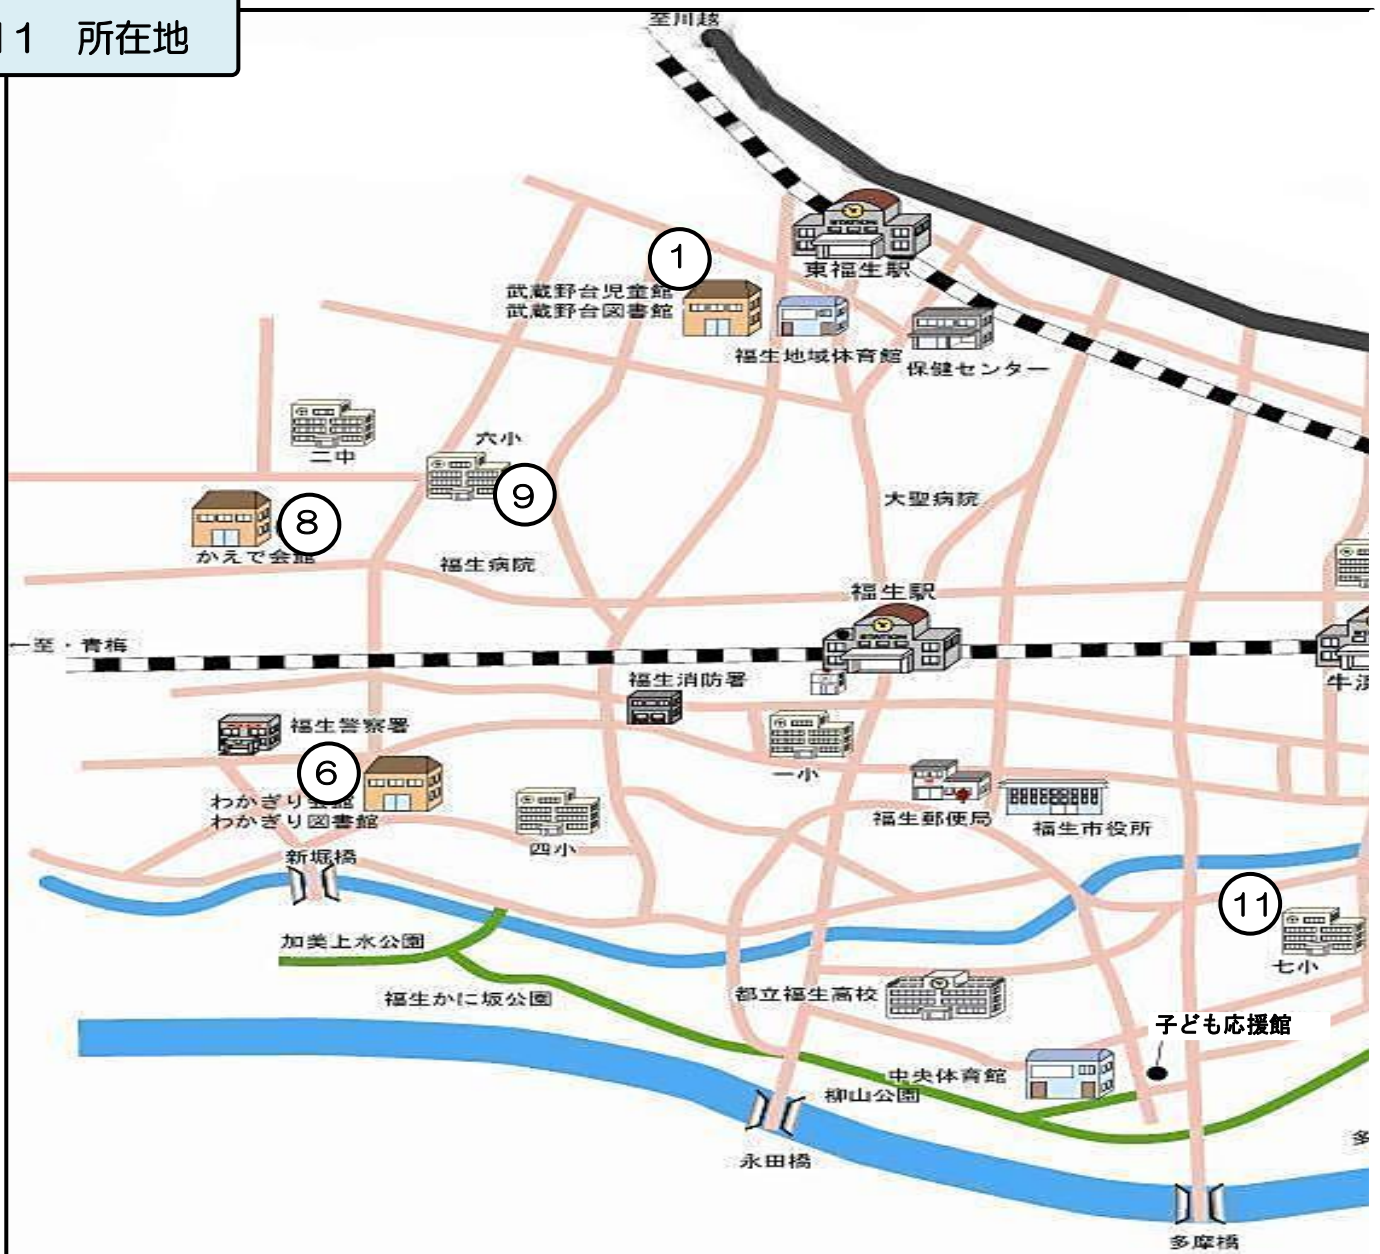 1 所在地
至川越
STATION
東福生駅
1
武蔵野台児童館
武蔵野台図書館
福生地域体育館
保健センター
二中
六小
9
大聖病院
8
かえで会館
福生病院
福生駅
STATION
←至・青梅
牛浜
福生消防署
福生警察署
一小
6
わかぎり会館
わかぎり図書館
福生郵便局
福生市役所
四小
新堀橋
11
七小
加美上水公園
福生かに坂公園
都立福生高校
子ども応援館
中央体育館
柳山公園
永田橋
多
多摩橋